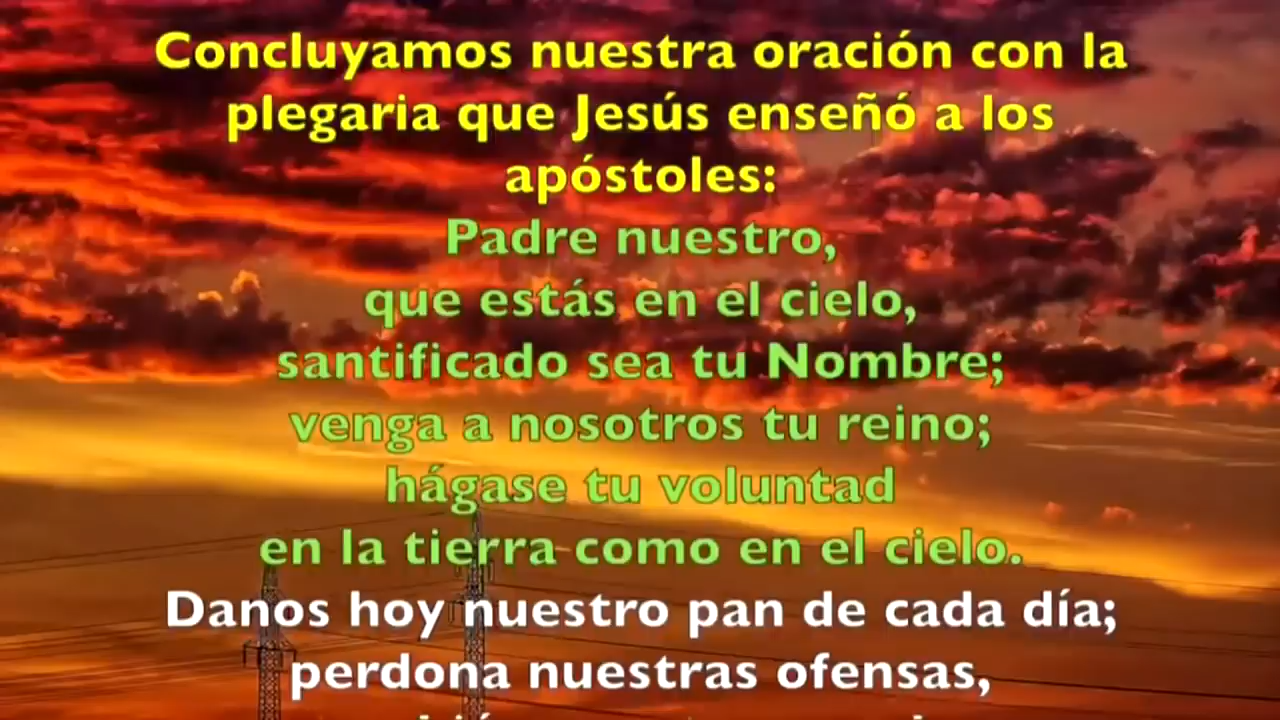 Concluyamos nuestra oración con la
plegaria que Jesús enseñó a los
apóstoles:
Padre nuestro,
que estás en el cielo,
santificado sea tu Nombre;
venga a nosotros tu reino;
hágase tu voluntad
en la tierra como en el cielo.
Danos hoy nuestro pan de cada día;
perdona nuestras ofensas,